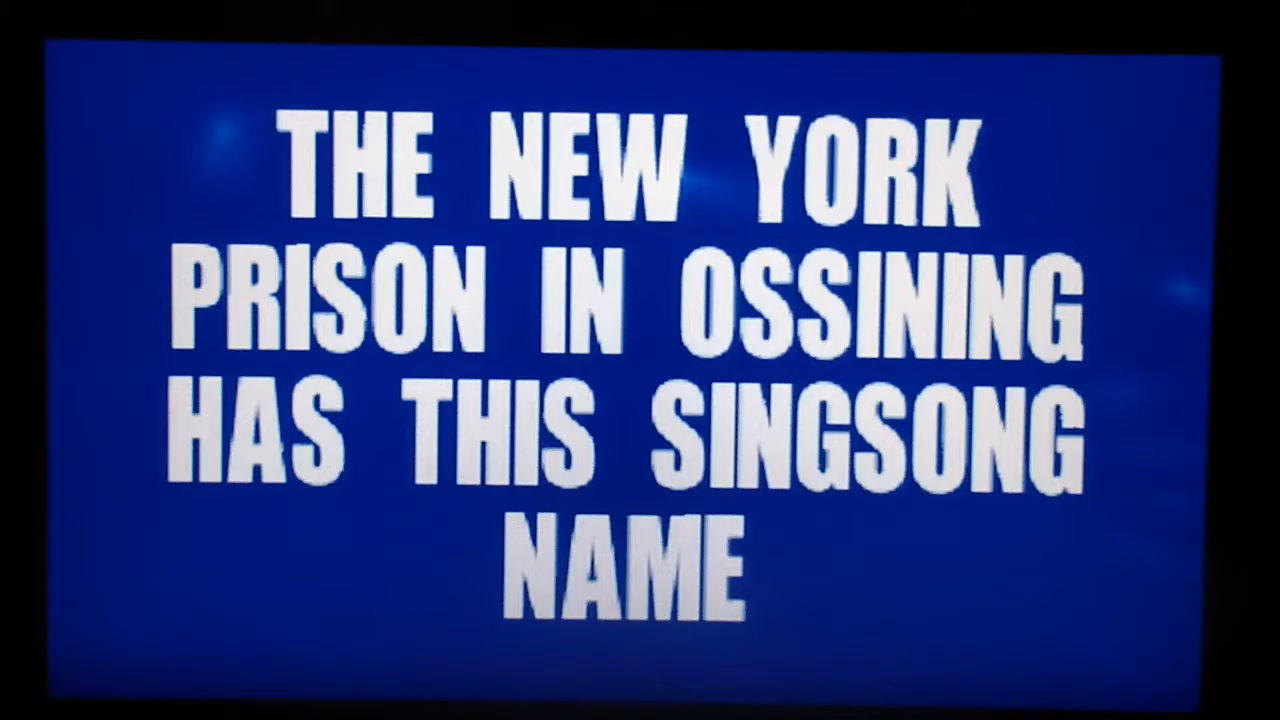 THE NEW YORK
PRISON IN OSSINING
HAS THIS SINGSONG
NAME